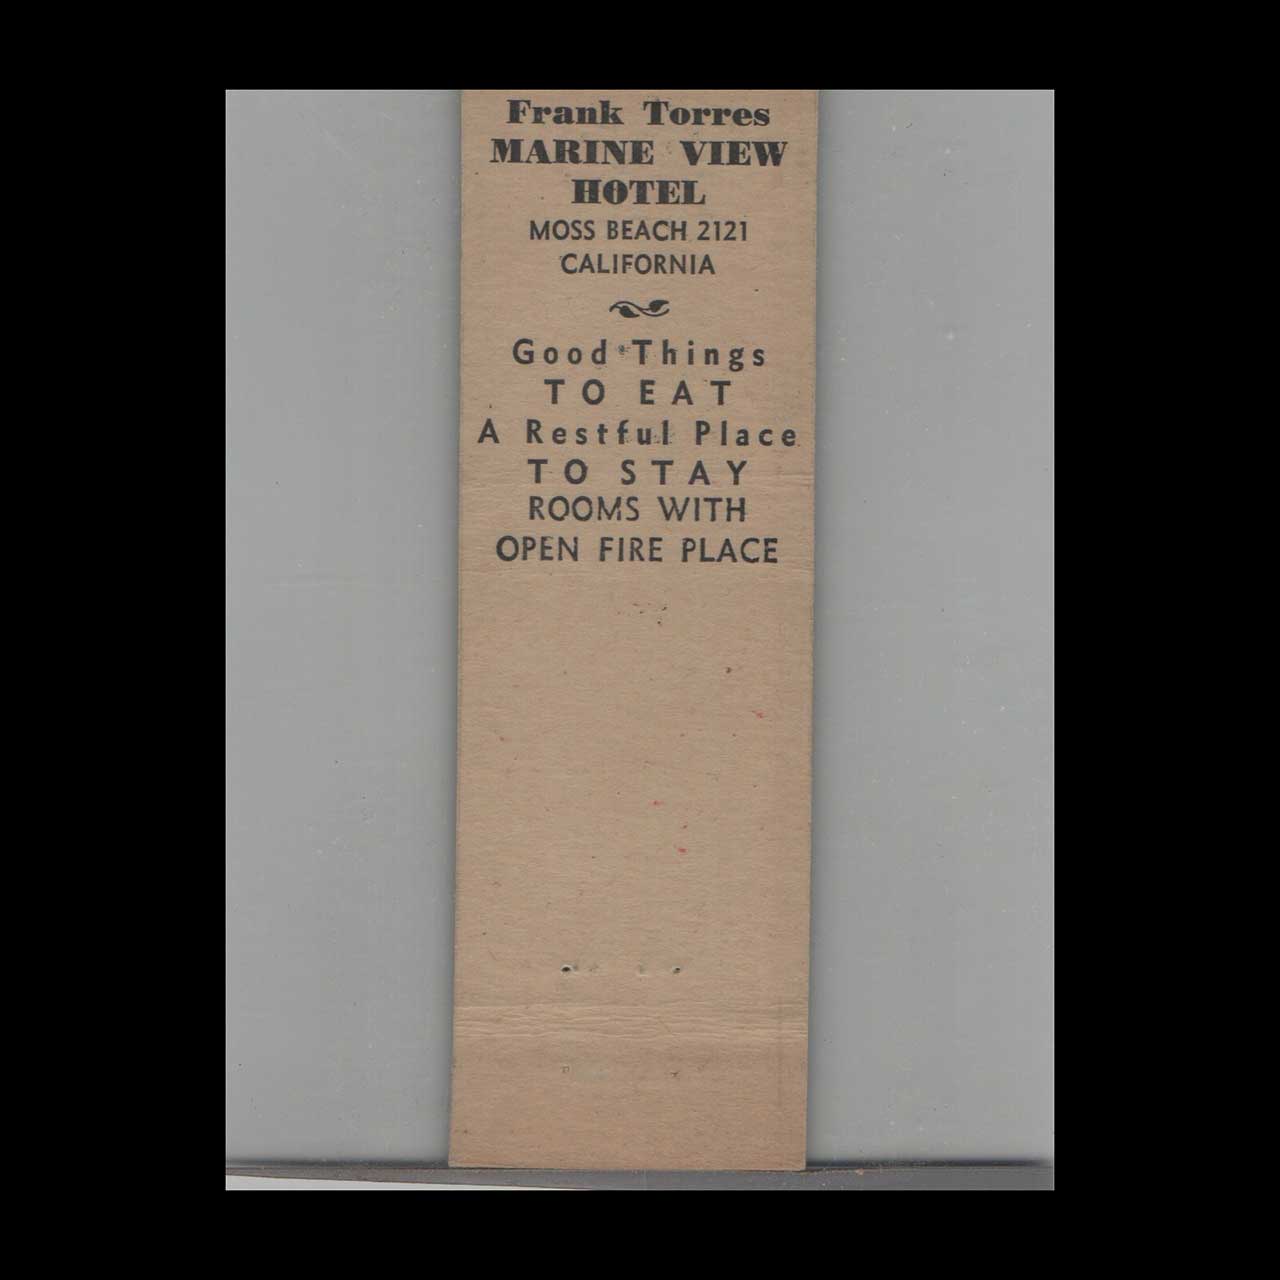 Frank Torres
MARINE VIEW
HOTEL
MOSS BEACH 2121
CALIFORNIA
Good Things
TO EAT
A Restful Place
TO STAY
ROOMS WITH
OPEN FIRE PLACE